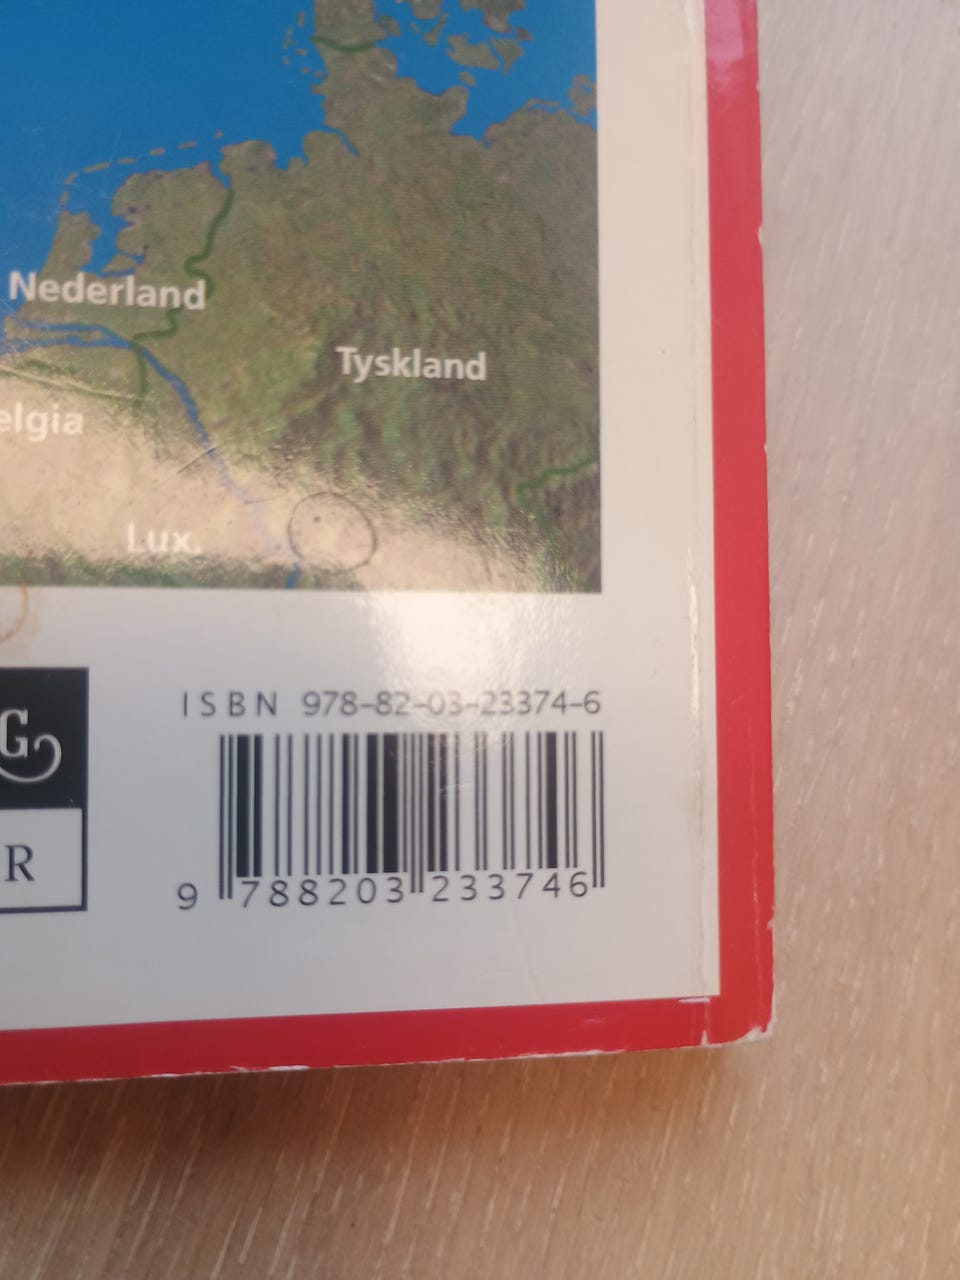 Nederland
Tyskland
elgia
Lux.
ISBN 978-82-03-23374-6
G
R
9 788203 233746